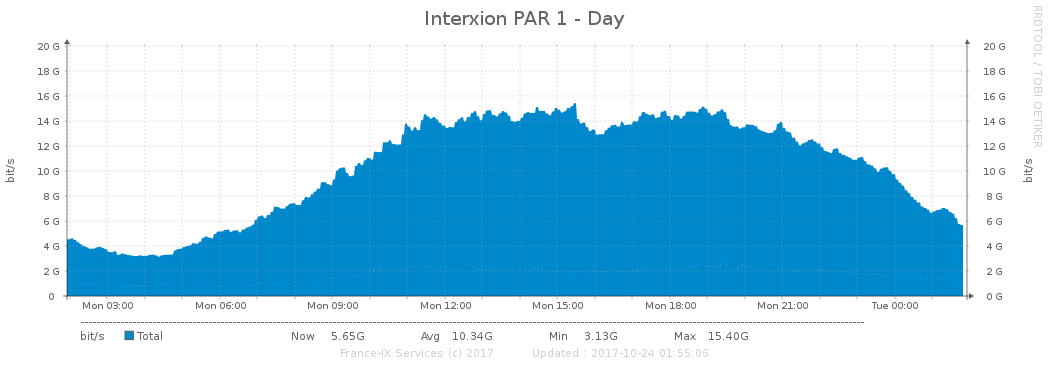 Interxion PAR 1 - Day
RRDTOOL / TOBI OETIKER
bit/s
20 G 20 G
18 G 18 G
16 G 16 G
14 G 14 G
12 G 12 G
10 G 10 G
8 G 8 G
6 G 6 G
4 G 4 G
2 G 2 G
0 0 G
bit/s
Mon 03:00 Mon 06:00 Mon 09:00 Mon 12:00 Mon 15:00 Mon 18:00 Mon 21:00 Tue 00:00
bit/s Total Now 5.65G Avg 10.34G Min 3.13G Max 15.40G
France-IX Services (c) 2017 Updated : 2017-10-24 01:55:06